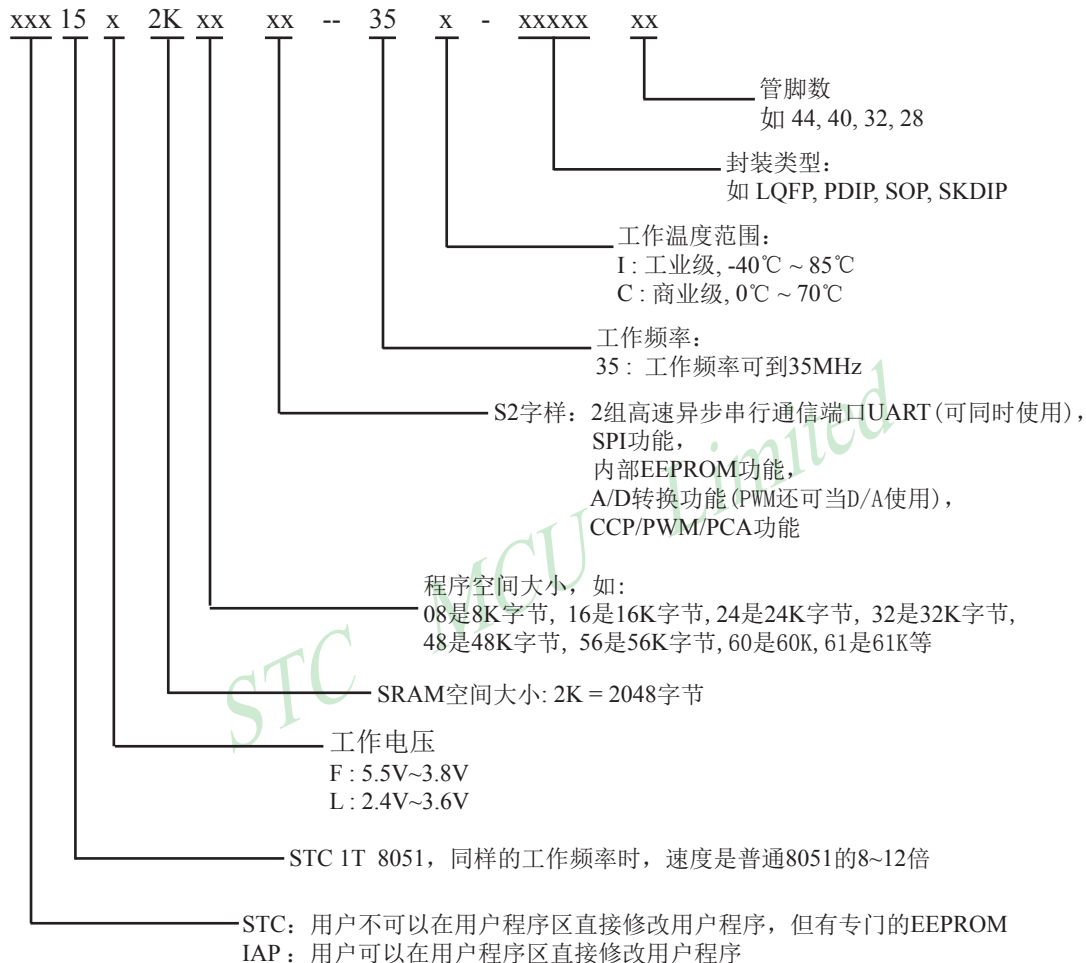 xxx 15 x 2K xx xx -- 35 x - xxxxx xx
管脚数
如 44, 40, 32, 28
封装类型：
如 LQFP, PDIP, SOP, SKDIP
工作温度范围：
I : 工业级, -40℃ ~ 85℃
C : 商业级, 0℃ ~ 70℃
工作频率：
35 : 工作频率可到35MHz
S2字样：2组高速异步串行通信端口UART(可同时使用)，
SPI功能，
内部EEPROM功能，
A/D转换功能(PWM还可当D/A使用)，
CCP/PWM/PCA功能
程序空间大小，如:
08是8K字节, 16是16K字节, 24是24K字节, 32是32K字节,
48是48K字节, 56是56K字节, 60是60K, 61是61K等
SRAM空间大小: 2K = 2048字节
工作电压
F : 5.5V~3.8V
L : 2.4V~3.6V
STC 1T 8051，同样的工作频率时，速度是普通8051的8~12倍
STC：用户不可以在用户程序区直接修改用户程序，但有专门的EEPROM
IAP：用户可以在用户程序区直接修改用户程序
STC MCU Limited